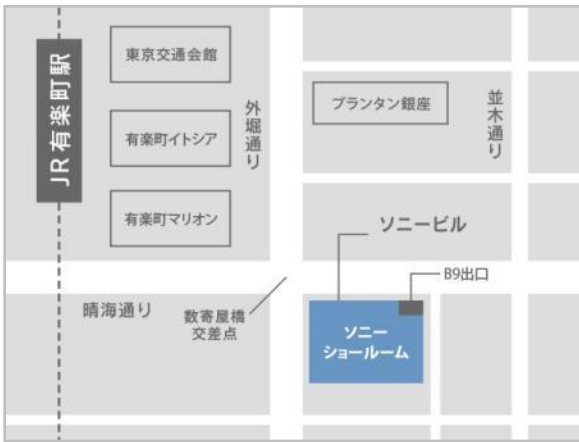 JR有楽町駅
東京交通会館
有楽町イトシア
有楽町マリオン
外堀通り
プランタン銀座
並木通り
ソニービル
B9出口
晴海通り
数寄屋橋
交差点
ソニー
ショールーム